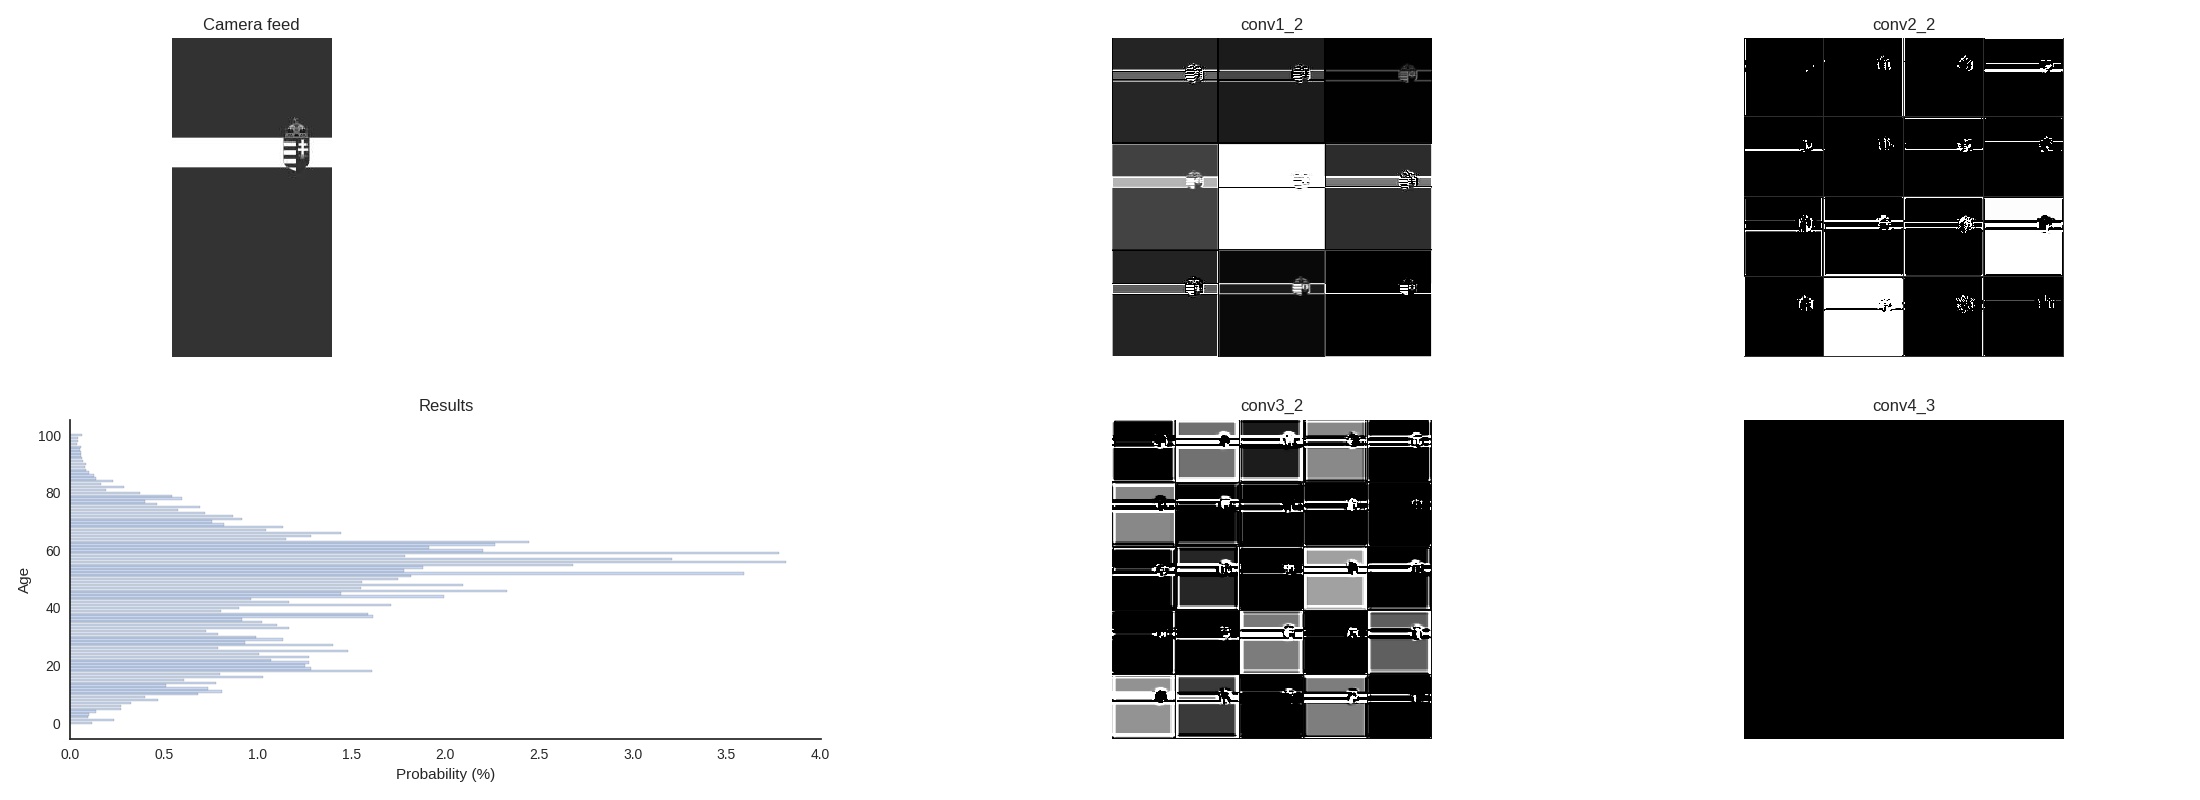 Camera feed
conv1_2
conv2_2
Results
100
80
60
40
20
0
Age
0.0 0.5 1.0 1.5 2.0 2.5 3.0 3.5 4.0
Probability (%)
conv3_2
conv4_3